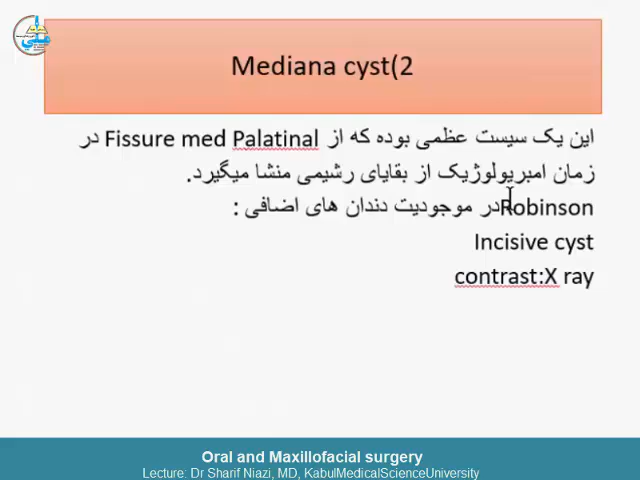 Mediana cyst(2
این یک سیست عظمی بوده که از Fissure med Palatinal در
زمان امبریولوژیک از بقایای رشیمی منشا میگیرد.
Robinsonدر موجودیت دندان های اضافی :
Incisive cyst
contrast:X ray
Oral and Maxillofacial surgery
Lecture: Dr Sharif Niazi, MD, KabulMedicalScienceUniversity